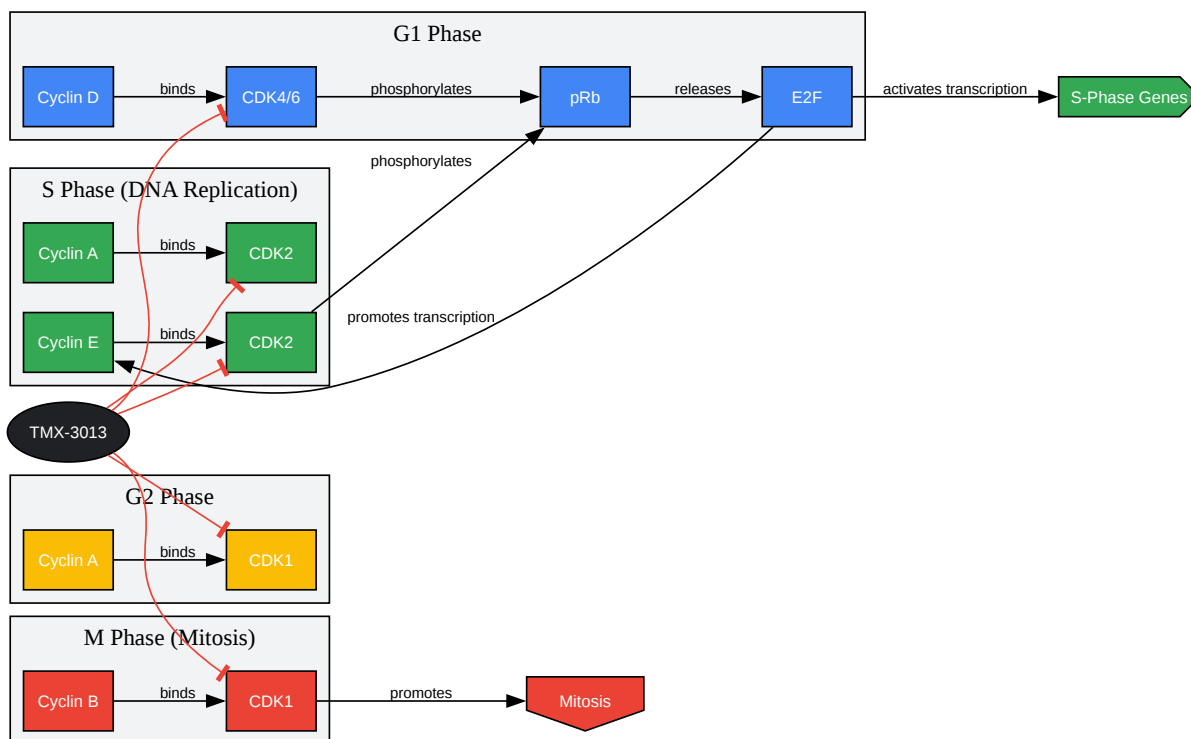 G1 Phase
Cyclin D
binds
CDK4/6
phosphorylates
pRb
releases
E2F
activates transcription
S-Phase Genes
phosphorylates
S Phase (DNA Replication)
Cyclin A
binds
CDK2
Cyclin E
binds
CDK2
promotes transcription
TMX-3013
G2 Phase
Cyclin A
binds
CDK1
M Phase (Mitosis)
Cyclin B
binds
CDK1
promotes
Mitosis